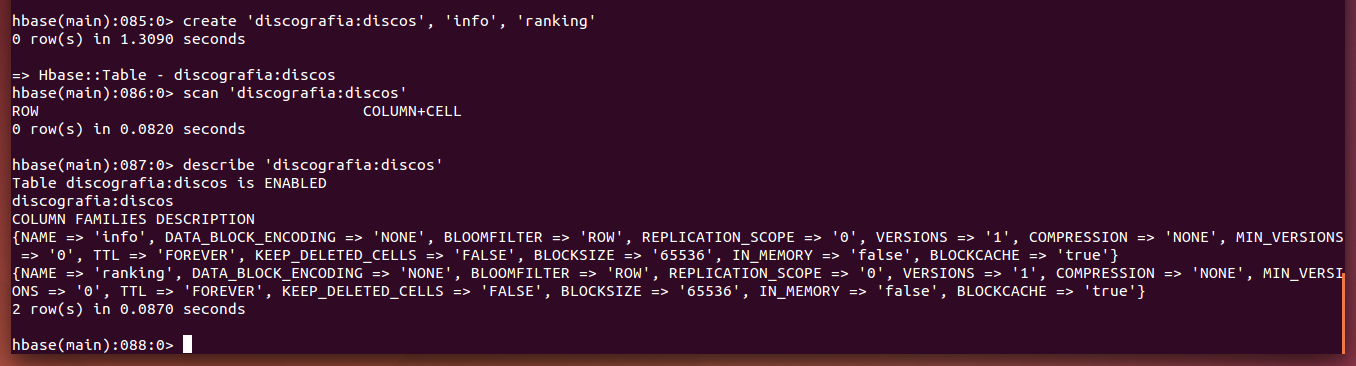 hbase(main):085:0> create 'discografia:discos', 'info', 'ranking'
0 row(s) in 1.3090 seconds

=> Hbase::Table - discografia:discos
hbase(main):086:0> scan 'discografia:discos'
ROW                                    COLUMN+CELL
0 row(s) in 0.0820 seconds

hbase(main):087:0> describe 'discografia:discos'
Table discografia:discos is ENABLED
discografia:discos
COLUMN FAMILIES DESCRIPTION
{NAME => 'info', DATA_BLOCK_ENCODING => 'NONE', BLOOMFILTER => 'ROW', REPLICATION_SCOPE => '0', VERSIONS => '1', COMPRESSION => 'NONE', MIN_VERSIONS
 => '0', TTL => 'FOREVER', KEEP_DELETED_CELLS => 'FALSE', BLOCKSIZE => '65536', IN_MEMORY => 'false', BLOCKCACHE => 'true'}
{NAME => 'ranking', DATA_BLOCK_ENCODING => 'NONE', BLOOMFILTER => 'ROW', REPLICATION_SCOPE => '0', VERSIONS => '1', COMPRESSION => 'NONE', MIN_VERSI
ONS => '0', TTL => 'FOREVER', KEEP_DELETED_CELLS => 'FALSE', BLOCKSIZE => '65536', IN_MEMORY => 'false', BLOCKCACHE => 'true'}
2 row(s) in 0.0870 seconds

hbase(main):088:0>